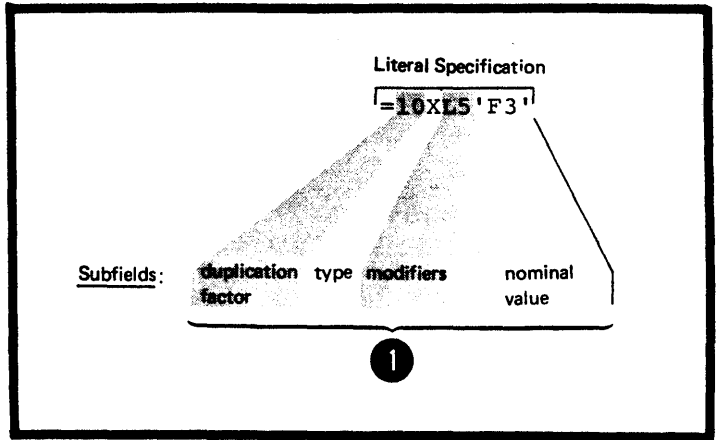 Literal Specification
=10XL5'F3'
Subfields: duplication factor type modifiers nominal value
1